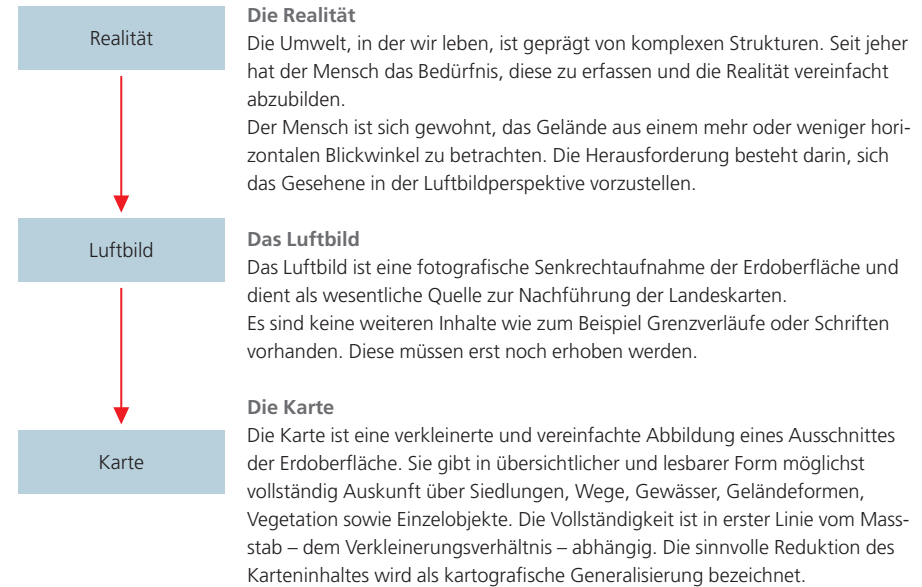 Realität
Die Realität
Die Umwelt, in der wir leben, ist geprägt von komplexen Strukturen. Seit jeher
hat der Mensch das Bedürfnis, diese zu erfassen und die Realität vereinfacht
abzubilden.
Der Mensch ist sich gewohnt, das Gelände aus einem mehr oder weniger hori-
zontalen Blickwinkel zu betrachten. Die Herausforderung besteht darin, sich
das Gesehene in der Luftbildperspektive vorzustellen.
Luftbild
Das Luftbild
Das Luftbild ist eine fotografische Senkrechtaufnahme der Erdoberfläche und
dient als wesentliche Quelle zur Nachführung der Landeskarten.
Es sind keine weiteren Inhalte wie zum Beispiel Grenzverläufe oder Schriften
vorhanden. Diese müssen erst noch erhoben werden.
Karte
Die Karte
Die Karte ist eine verkleinerte und vereinfachte Abbildung eines Ausschnittes
der Erdoberfläche. Sie gibt in übersichtlicher und lesbarer Form möglichst
vollständig Auskunft über Siedlungen, Wege, Gewässer, Geländeformen,
Vegetation sowie Einzelobjekte. Die Vollständigkeit ist in erster Linie vom Mass-
stab – dem Verkleinerungsverhältnis – abhängig. Die sinnvolle Reduktion des
Karteninhaltes wird als kartografische Generalisierung bezeichnet.